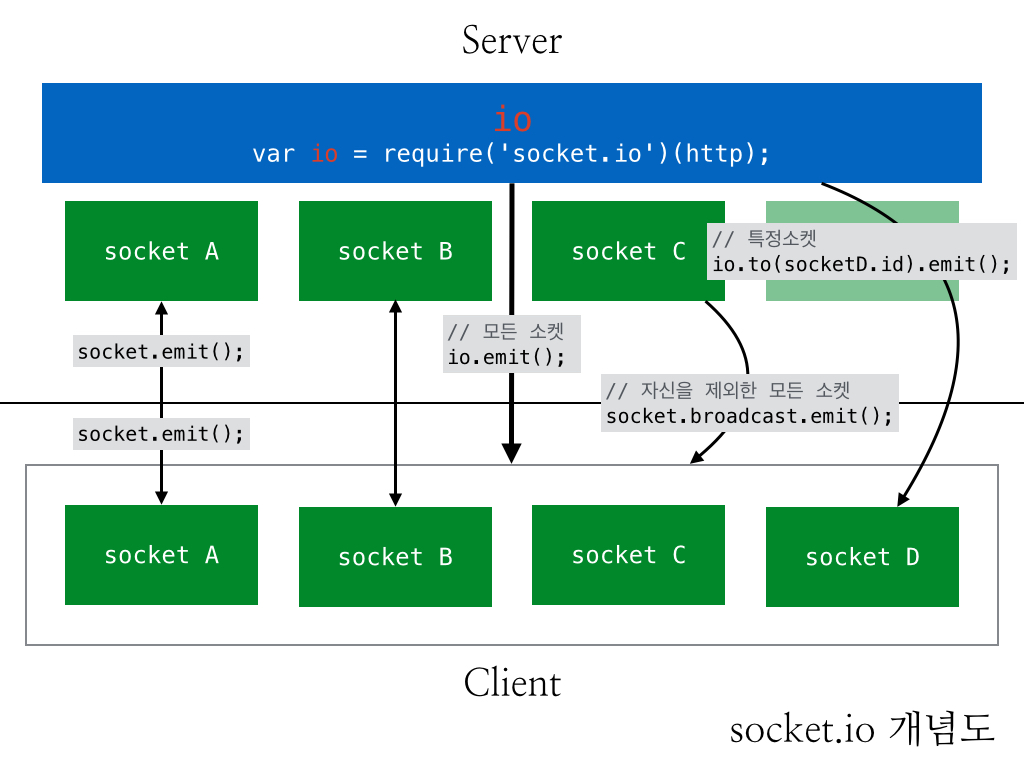 Server
io
var io = require('socket.io')(http);
socket A
socket B
socket C
// 특정소켓
io.to(socketD.id).emit();
// 모든 소켓
io.emit();
socket.emit();
// 자신을 제외한 모든 소켓
socket.broadcast.emit();
socket.emit();
socket A
socket B
socket C
socket D
Client
socket.io 개념도